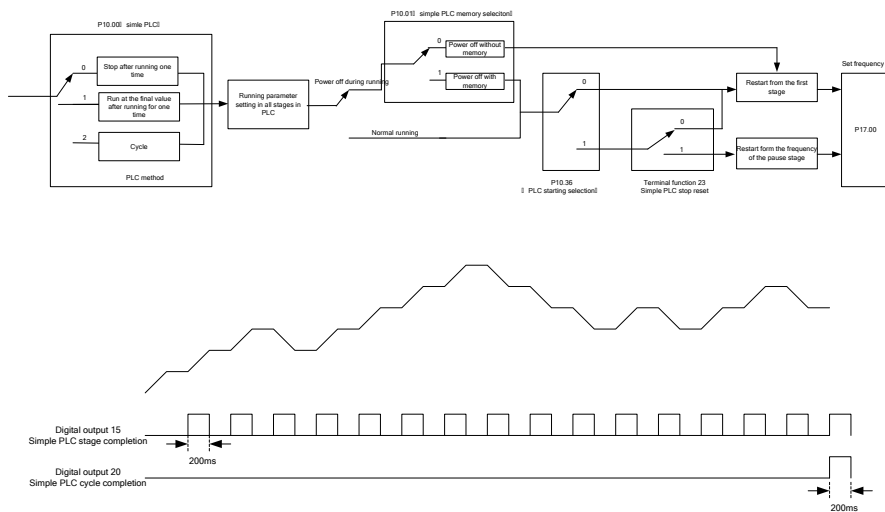 P10.00( simle PLC)
P10.01( simple PLC memory seleciton)
0
Stop after running one
time
1
Run at the final value
after running for one
time
2
Cycle
PLC method
Running parameter
setting in all stages in
PLC
Power off during running
0
Power off without
memory
1
Power off with
memory
Normal running
0
1
P10.36
( PLC starting selection)
0
1
Terminal function 23
Simple PLC stop reset
Restart from the first
stage
Restart form the frequency
of the pause stage
Set frequency
P17.00
Digital output 15
Simple PLC stage completion
200ms
Digital output 20
Simple PLC cycle completion
200ms